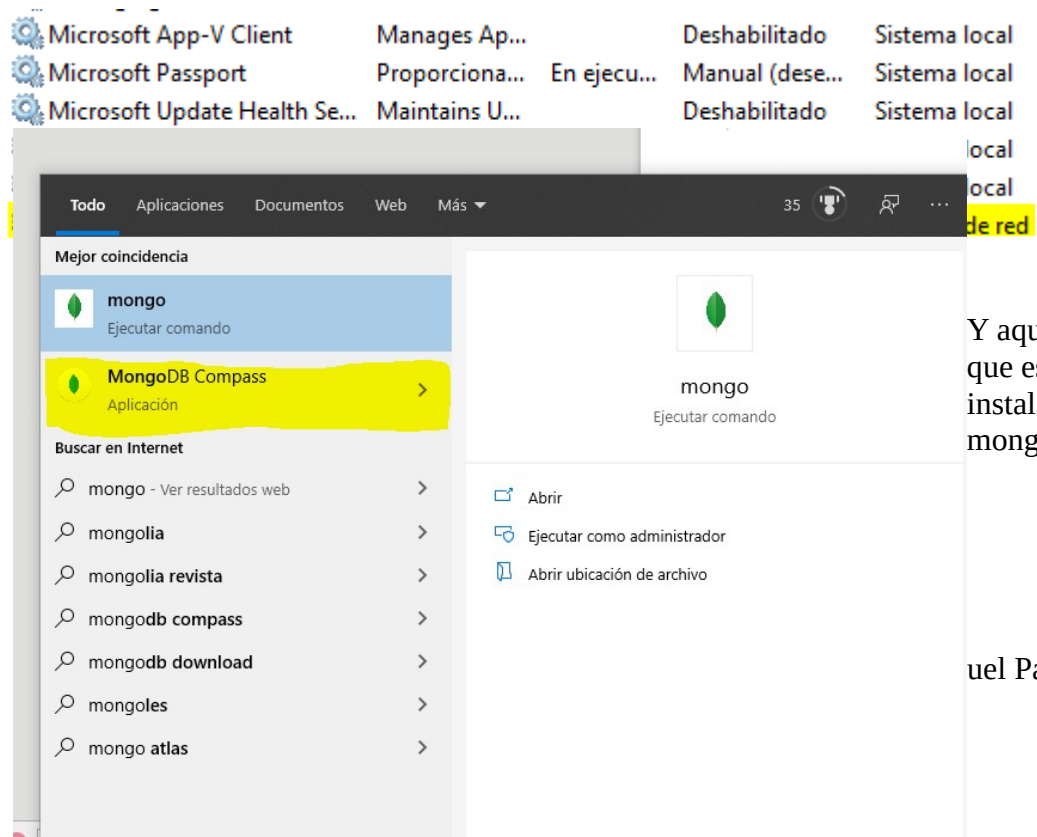 Microsoft App-V Client Manages Ap... Deshabilitado Sistema local
Microsoft Passport Proporciona... En ejecu... Manual (dese... Sistema local
Microsoft Update Health Se... Maintains U... Deshabilitado Sistema local
local
local
de red
Todo Aplicaciones Documentos Web Más 35 ...
Mejor coincidencia
mongo
Ejecutar comando
MongoDB Compass
Aplicación
Buscar en Internet
mongo - Ver resultados web
mongolia
mongolia revista
mongodb compass
mongodb download
mongoles
mongo atlas
mongo
Ejecutar comando
Abrir
Ejecutar como administrador
Abrir ubicación de archivo
Y aqu
que es
instal
mong
uel Pa